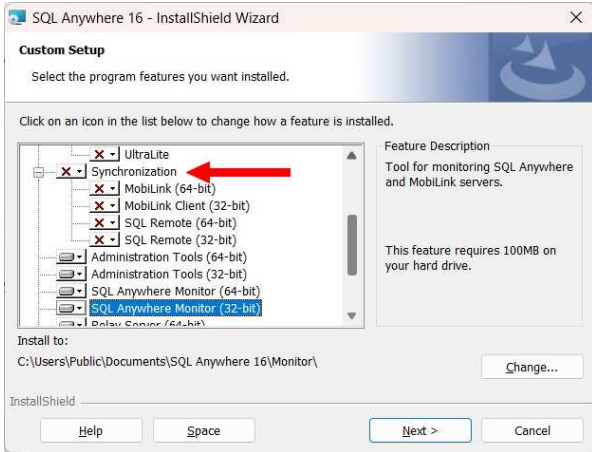 SQL Anywhere 16 - InstallShield Wizard
Custom Setup
Select the program features you want installed.
Click on an icon in the list below to change how a feature is installed.
UltraLite
Synchronization
MobiLink (64-bit)
MobiLink Client (32-bit)
SQL Remote (64-bit)
SQL Remote (32-bit)
Administration Tools (64-bit)
Administration Tools (32-bit)
SQL Anywhere Monitor (64-bit)
SQL Anywhere Monitor (32-bit)
Relay Server (64-bit)
Feature Description
Tool for monitoring SQL Anywhere
and MobiLink servers.
This feature requires 100MB on
your hard drive.
Install to:
C:\Users\Public\Documents\SQL Anywhere 16\Monitor\
Change...
InstallShield
Help
Space
Next >
Cancel